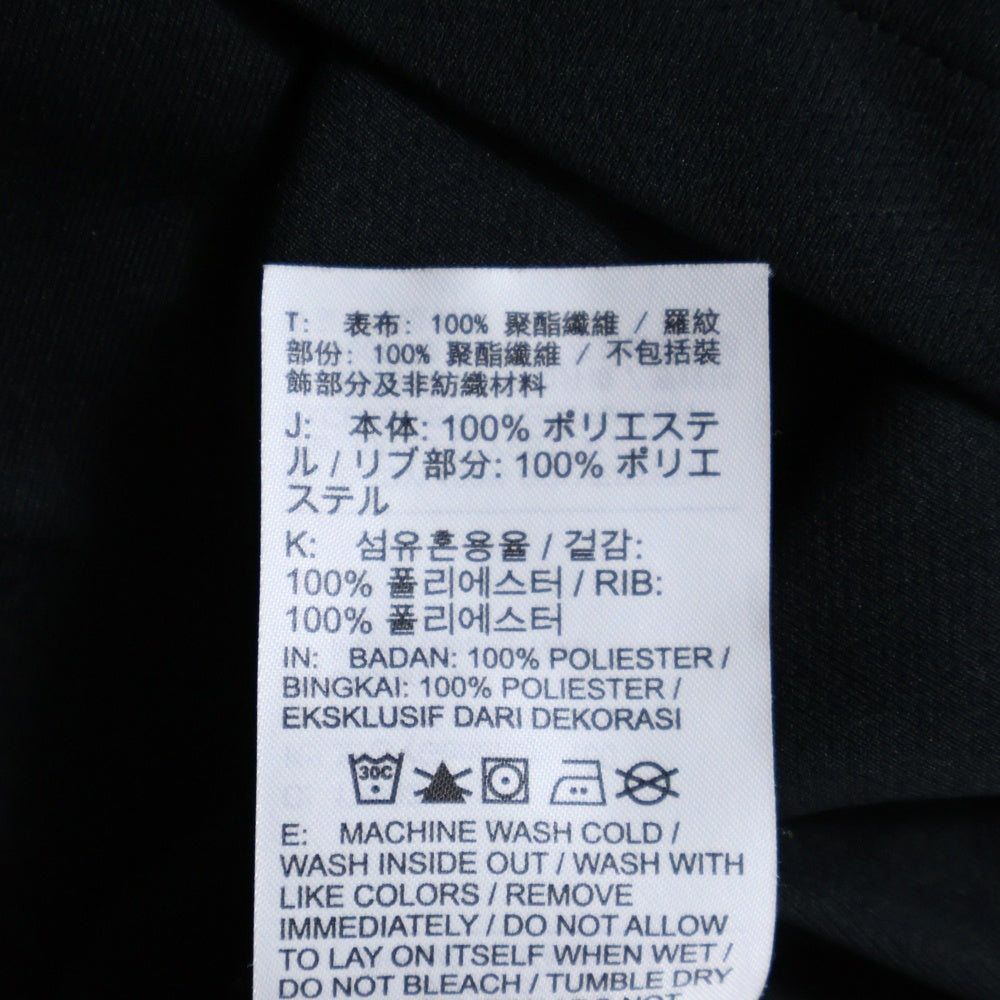 T: 表布: 100% 聚酯纖維 / 羅紋
部份: 100% 聚酯纖維 / 不包括裝
飾部分及非紡織材料
J: 本体: 100% ポリエステ
ル / リブ部分: 100% ポリエ
ステル
K: 섬유혼용율 / 겉감:
100% 폴리에스터 / RIB:
100% 폴리에스터
IN: BADAN: 100% POLIESTER /
BINGKAI: 100% POLIESTER /
EKSKLUSIF DARI DEKORASI
30C
E: MACHINE WASH COLD /
WASH INSIDE OUT / WASH WITH
LIKE COLORS / REMOVE
IMMEDIATELY / DO NOT ALLOW
TO LAY ON ITSELF WHEN WET /
DO NOT BLEACH / TUMBLE DRY